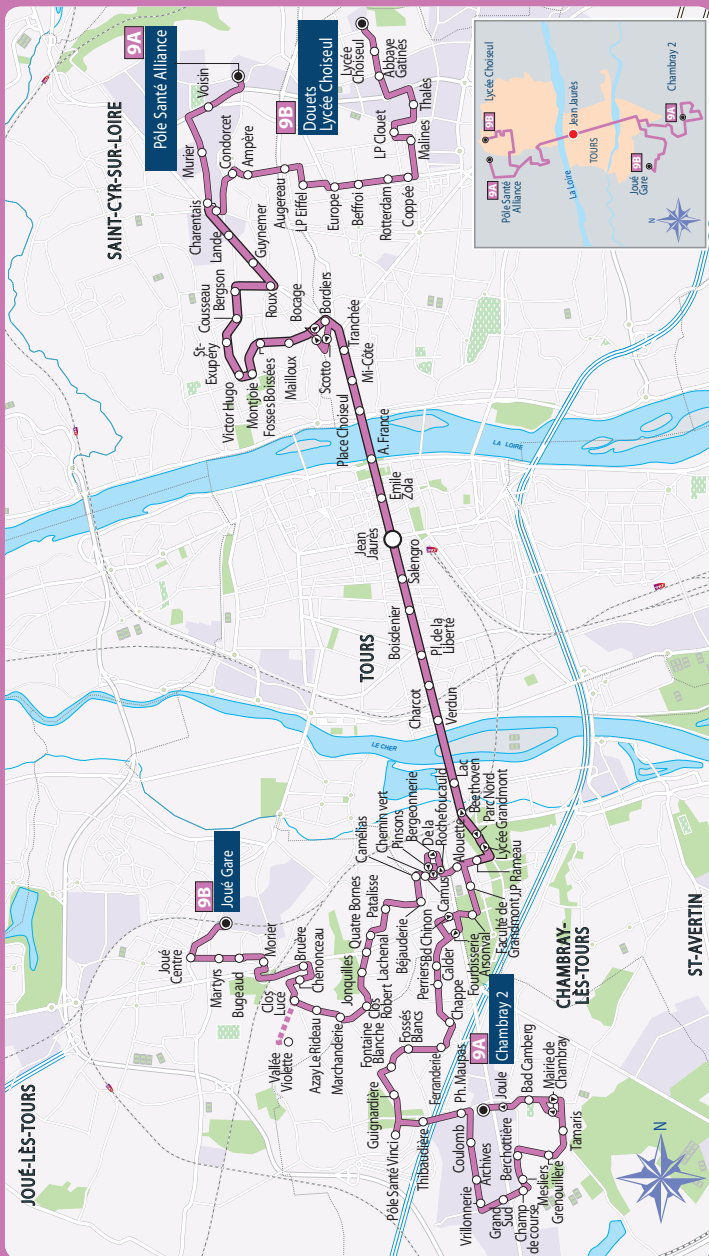 9A
Pôle Santé Alliance
Voisin
Murier
SAINT-CYR-SUR-LOIRE
Condorcet
Ampère
9B
Douets
Lycée Choiseul
Lycée
Choiseul
Abbaye
Gatines
Thalès
LP Clouet
Malines
Augereau
LP Eiffel
Europe
Beffroi
Rotterdam
Coppée
Charentais
Lande
Guynemer
Roux
Bergson
Cousseau
St-
Exupéry
Victor Hugo
Montjoie
Fosses Boissées
Mailloux
Bocage
Bordiers
Scotto
Tranchée
Mi-Côte
Place Choiseul
A. France
LA LOIRE
Emile
Zola
Jean
Jaurès
Salengro
Boisdenier
Pl. de la
Liberté
TOURS
Charcot
Verdun
LE CHER
Lac
Beethoven
Parc Nord
Lycée Grandmont
Alouette
De la
Rochefoucauld
Bergeonnerie
Pinsons
Chemin vert
Camélias
Camus
J.P Rameau
Faculté de
Grandmont
Arsonval
Fourbisserie
Calder
Bd Chinon
Perriers
Béjauderie
Patalisse
Quatre Bornes
Lachenal
Clos
Robert
Jonquilles
Fontaine
Blanche
Marchanderie
Azay Le Rideau
Vallée
Violette
Clos
Luce
Chenonceau
Bruère
Morier
Bugeaud
Martyrs
Joué
Centre
9B
Joué Gare
JOUÉ-LÈS-TOURS
Chappe
Fosses
Blancs
Ferranderie
Guignardière
Pôle Santé Vinci
Thibaudière
Ph. Maupas
Coulomb
Archives
Vrillonnerie
Grand
Sud
Champ
de course
Mesliers
Grenouillère
Berchottière
Tamaris
Mairie de
Chambray
Bad Camberg
Joule
9A
Chambray 2
CHAMBRAY-
LÈS-TOURS
ST-AVERTIN
N
9B
Lycée Choiseul
9A
Pôle Santé
Alliance
La Loire
Jean Jaurès
TOURS
9B
Joué
Gare
9A
Chambray 2
N